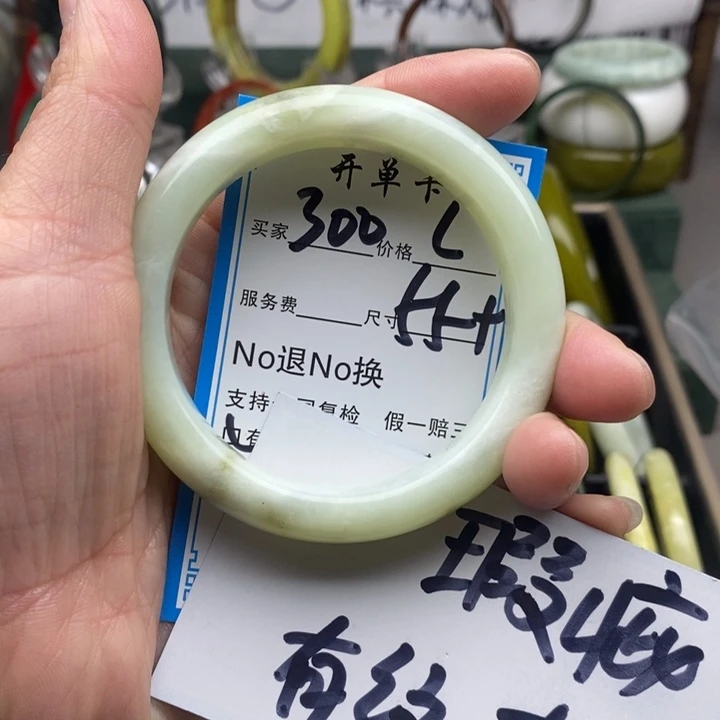 开单卡
买家 300 价格 L
服务费 尺寸 55+
No退No换
支持 复检 假一赔三
瑕疵
有纹